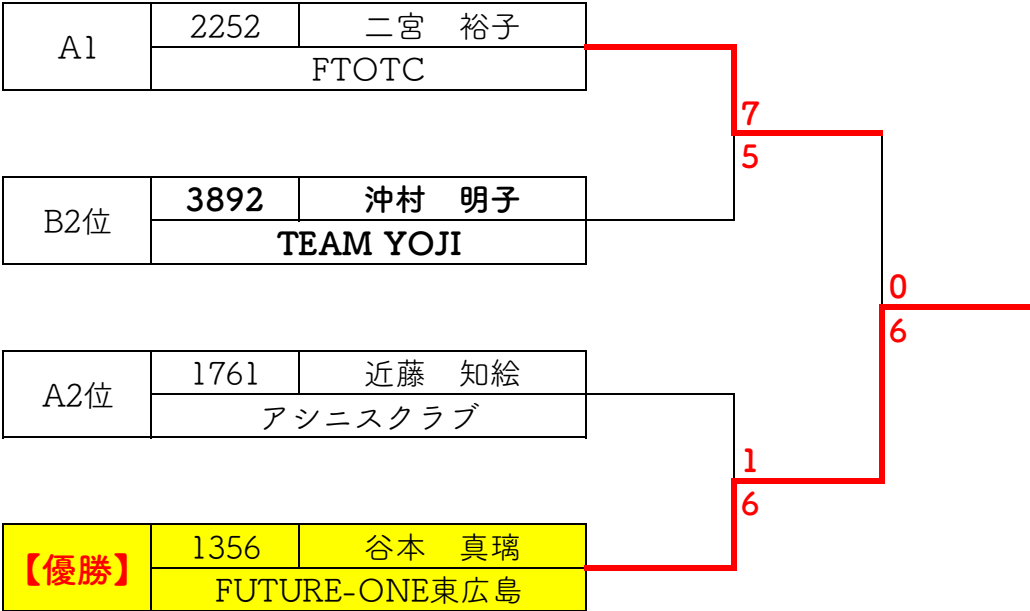 A1 2252 二宮 裕子
FTOTC
7
5
B2位 3892 沖村 明子
TEAM YOJI
0
6
A2位 1761 近藤 知絵
アシニスクラブ
1
6
【優勝】 1356 谷本 真璃
FUTURE-ONE東広島